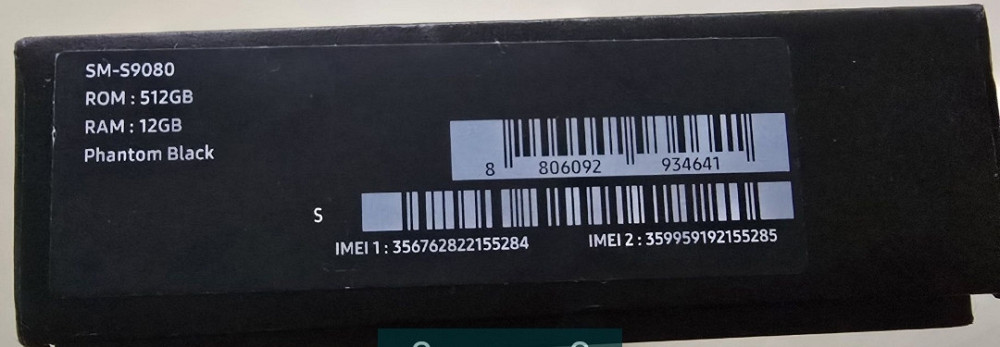 SM-S9080
ROM : 512GB
RAM : 12GB
Phantom Black
8 806092 934641
S
IMEI 1 : 356762822155284 IMEI 2 : 359959192155285